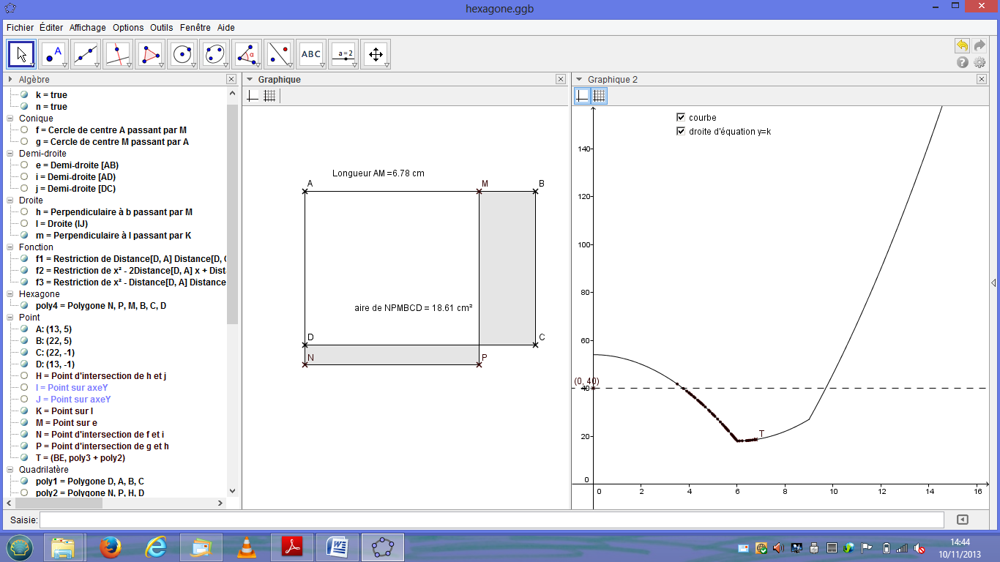 hexagone.ggb
Fichier Éditer Affichage Options Outils Fenêtre Aide
A
α
ABC
a = 2
Algèbre
Graphique
Graphique 2
k = true
n = true
Conique
f = Cercle de centre A passant par M
g = Cercle de centre M passant par A
Demi-droite
e = Demi-droite [AB)
i = Demi-droite [AD)
j = Demi-droite [DC)
Droite
h = Perpendiculaire à b passant par M
l = Droite (IJ)
m = Perpendiculaire à l passant par K
Fonction
f1 = Restriction de Distance[D, A] Distance[D,
f2 = Restriction de x² - 2Distance[D, A] x + Dist
f3 = Restriction de x² - Distance[D, A] Distance
Hexagone
poly4 = Polygone N, P, M, B, C, D
Point
A: (13, 5)
B: (22, 5)
C: (22, -1)
D: (13, -1)
H = Point d'intersection de h et j
I = Point sur axeY
J = Point sur axeY
K = Point sur l
M = Point sur e
N = Point d'intersection de f et i
P = Point d'intersection de g et h
T = (BE, poly3 + poly2)
Quadrilatère
poly1 = Polygone D, A, B, C
poly2 = Polygone N, P, H, D
Longueur AM =6.78 cm
A M B
aire de NPMBCD = 18.61 cm²
D C
N P
courbe
droite d'équation y=k
140
120
100
80
60
(0, 40)
40
T
20
0
0 2 4 6 8 10 12 14 16
Saisie:
14:44
10/11/2013